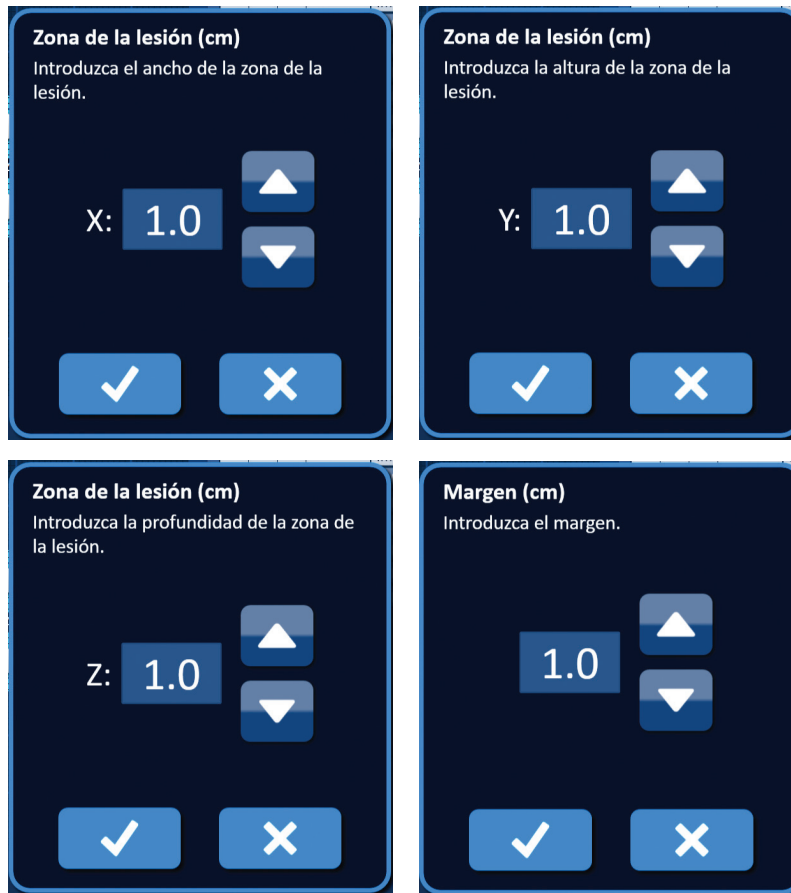 Zona de la lesión (cm)
Introduzca el ancho de la zona de la
lesión.
X: 1.0
Zona de la lesión (cm)
Introduzca la altura de la zona de la
lesión.
Y: 1.0
Zona de la lesión (cm)
Introduzca la profundidad de la zona de
la lesión.
Z: 1.0
Margen (cm)
Introduzca el margen.
1.0